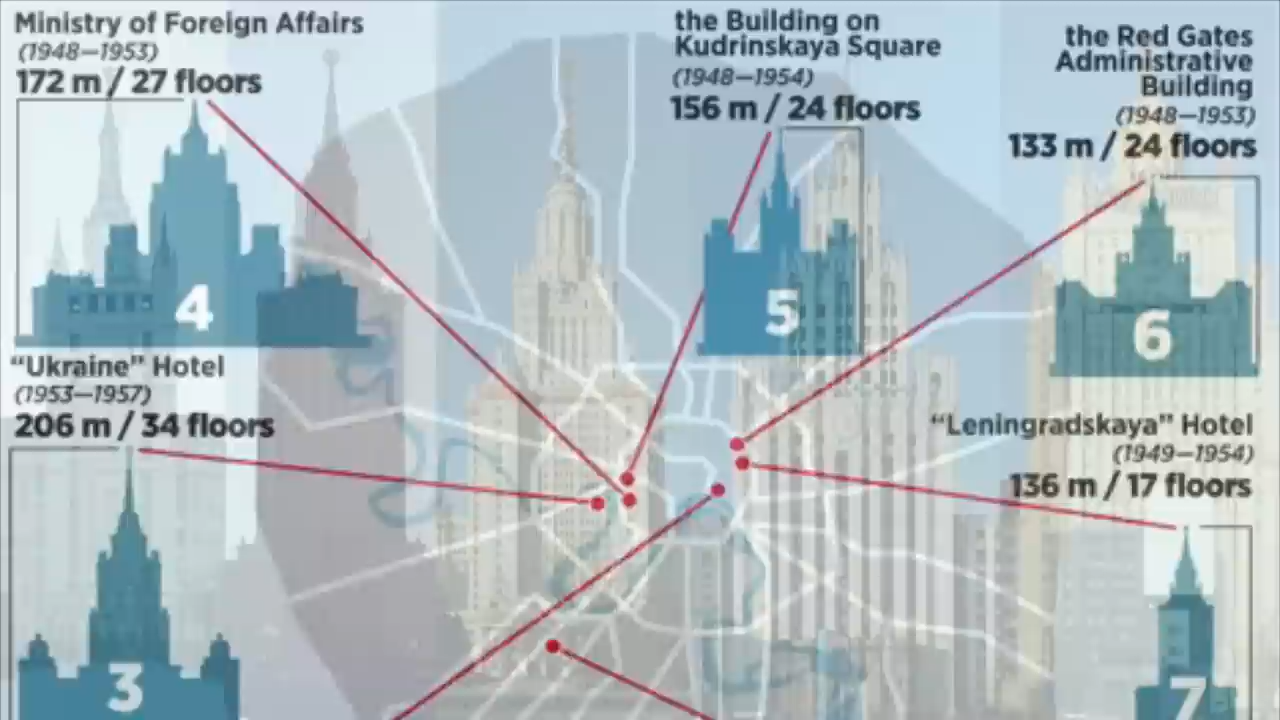 Ministry of Foreign Affairs
(1948—1953)
172 m / 27 floors
4
the Building on
Kudrinskaya Square
(1948—1954)
156 m / 24 floors
5
the Red Gates
Administrative
Building
(1948—1953)
133 m / 24 floors
6
“Ukraine” Hotel
(1953—1957)
206 m / 34 floors
3
“Leningradskaya” Hotel
(1949—1954)
136 m / 17 floors
7